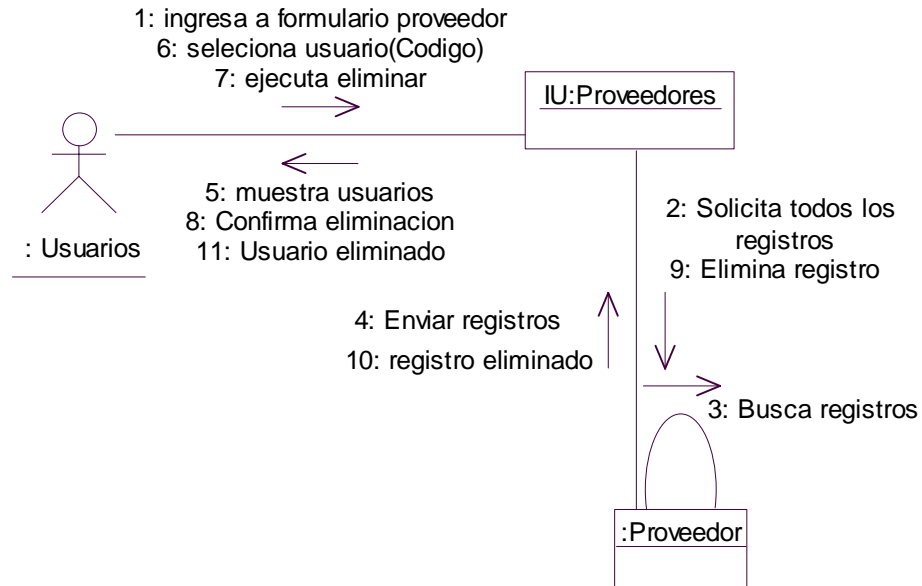 1: ingresa a formulario proveedor
6: seleciona usuario(Codigo)
7: ejecuta eliminar
IU:Proveedores
5: muestra usuarios
8: Confirma eliminacion
11: Usuario eliminado
: Usuarios
2: Solicita todos los
registros
9: Elimina registro
4: Enviar registros
10: registro eliminado
3: Busca registros
:Proveedor